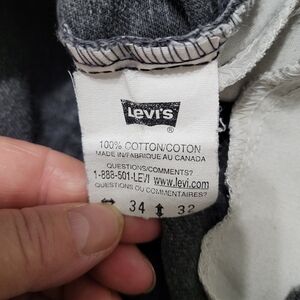 Levi's
®
100% COTTON/COTON
MADE IN/FABRIQUE AU CANADA
QUESTIONS/COMMENTS?
1-888-501-LEVI www.levi.com
QUESTIONS OU COMMENTAIRES?
↔ 34 ↕ 32